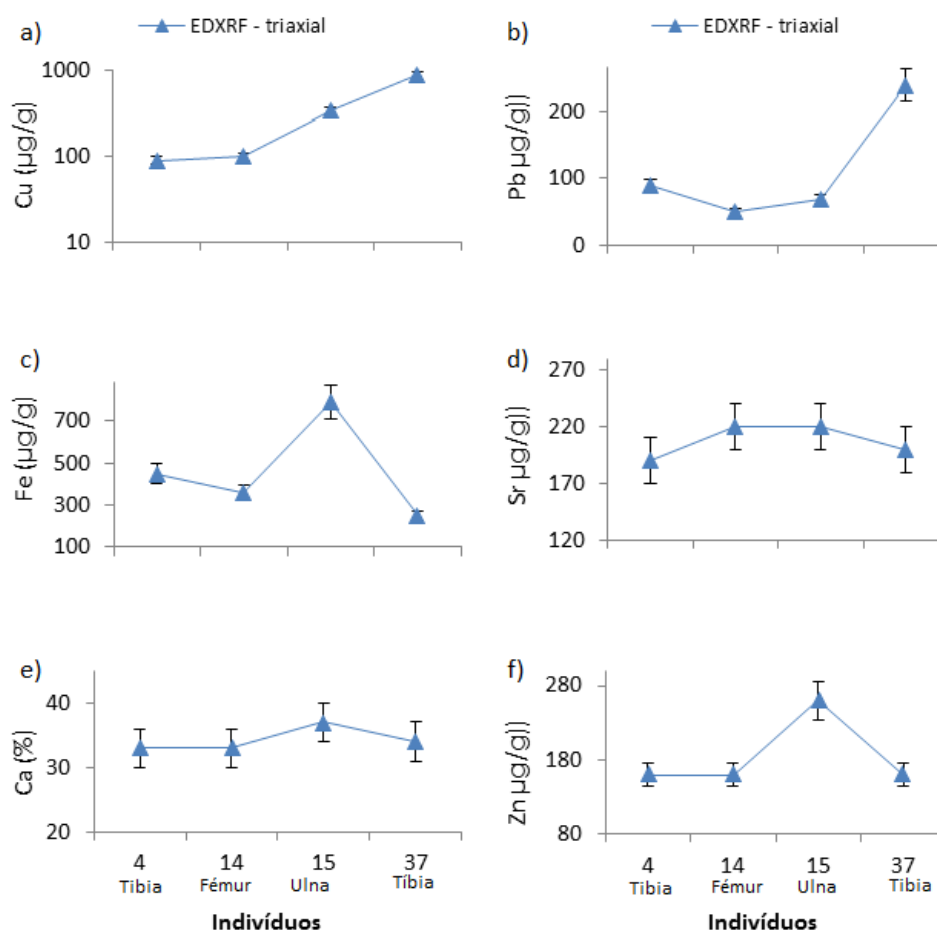 a)
EDXRF - triaxial
1000
100
10
Cu (µg/g)
b)
EDXRF - triaxial
200
100
0
Pb µg/g))
c)
700
500
300
100
Fe (µg/g)
d)
270
220
170
120
Sr µg/g))
e)
40
30
20
Ca (%)
4 14 15 37
Tibia Fémur Ulna Tíbia
Indivíduos
f)
280
180
80
Zn µg/g))
4 14 15 37
Tibia Fémur Ulna Tibia
Indivíduos